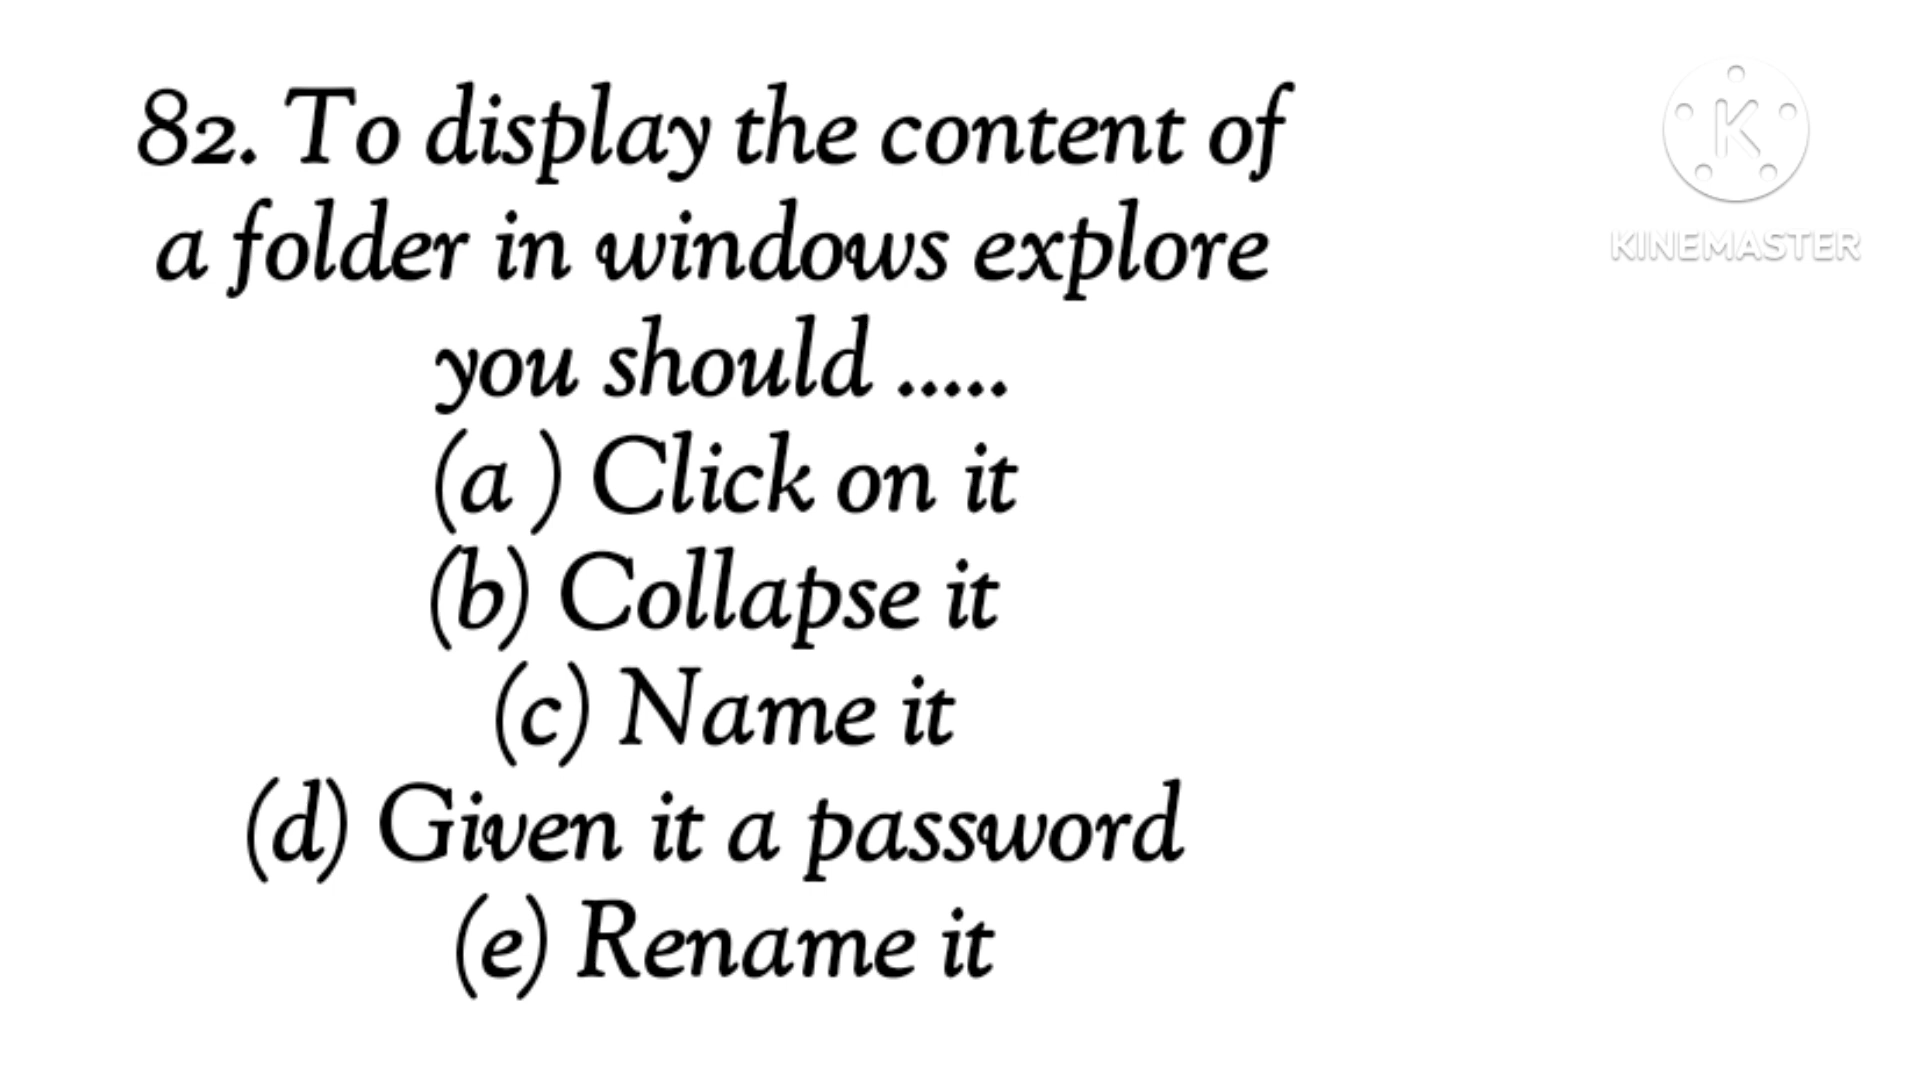 82. To display the content of
a folder in windows explore
you should .....
(a ) Click on it
(b) Collapse it
(c) Name it
(d) Given it a password
(e) Rename it
K
KINEMASTER